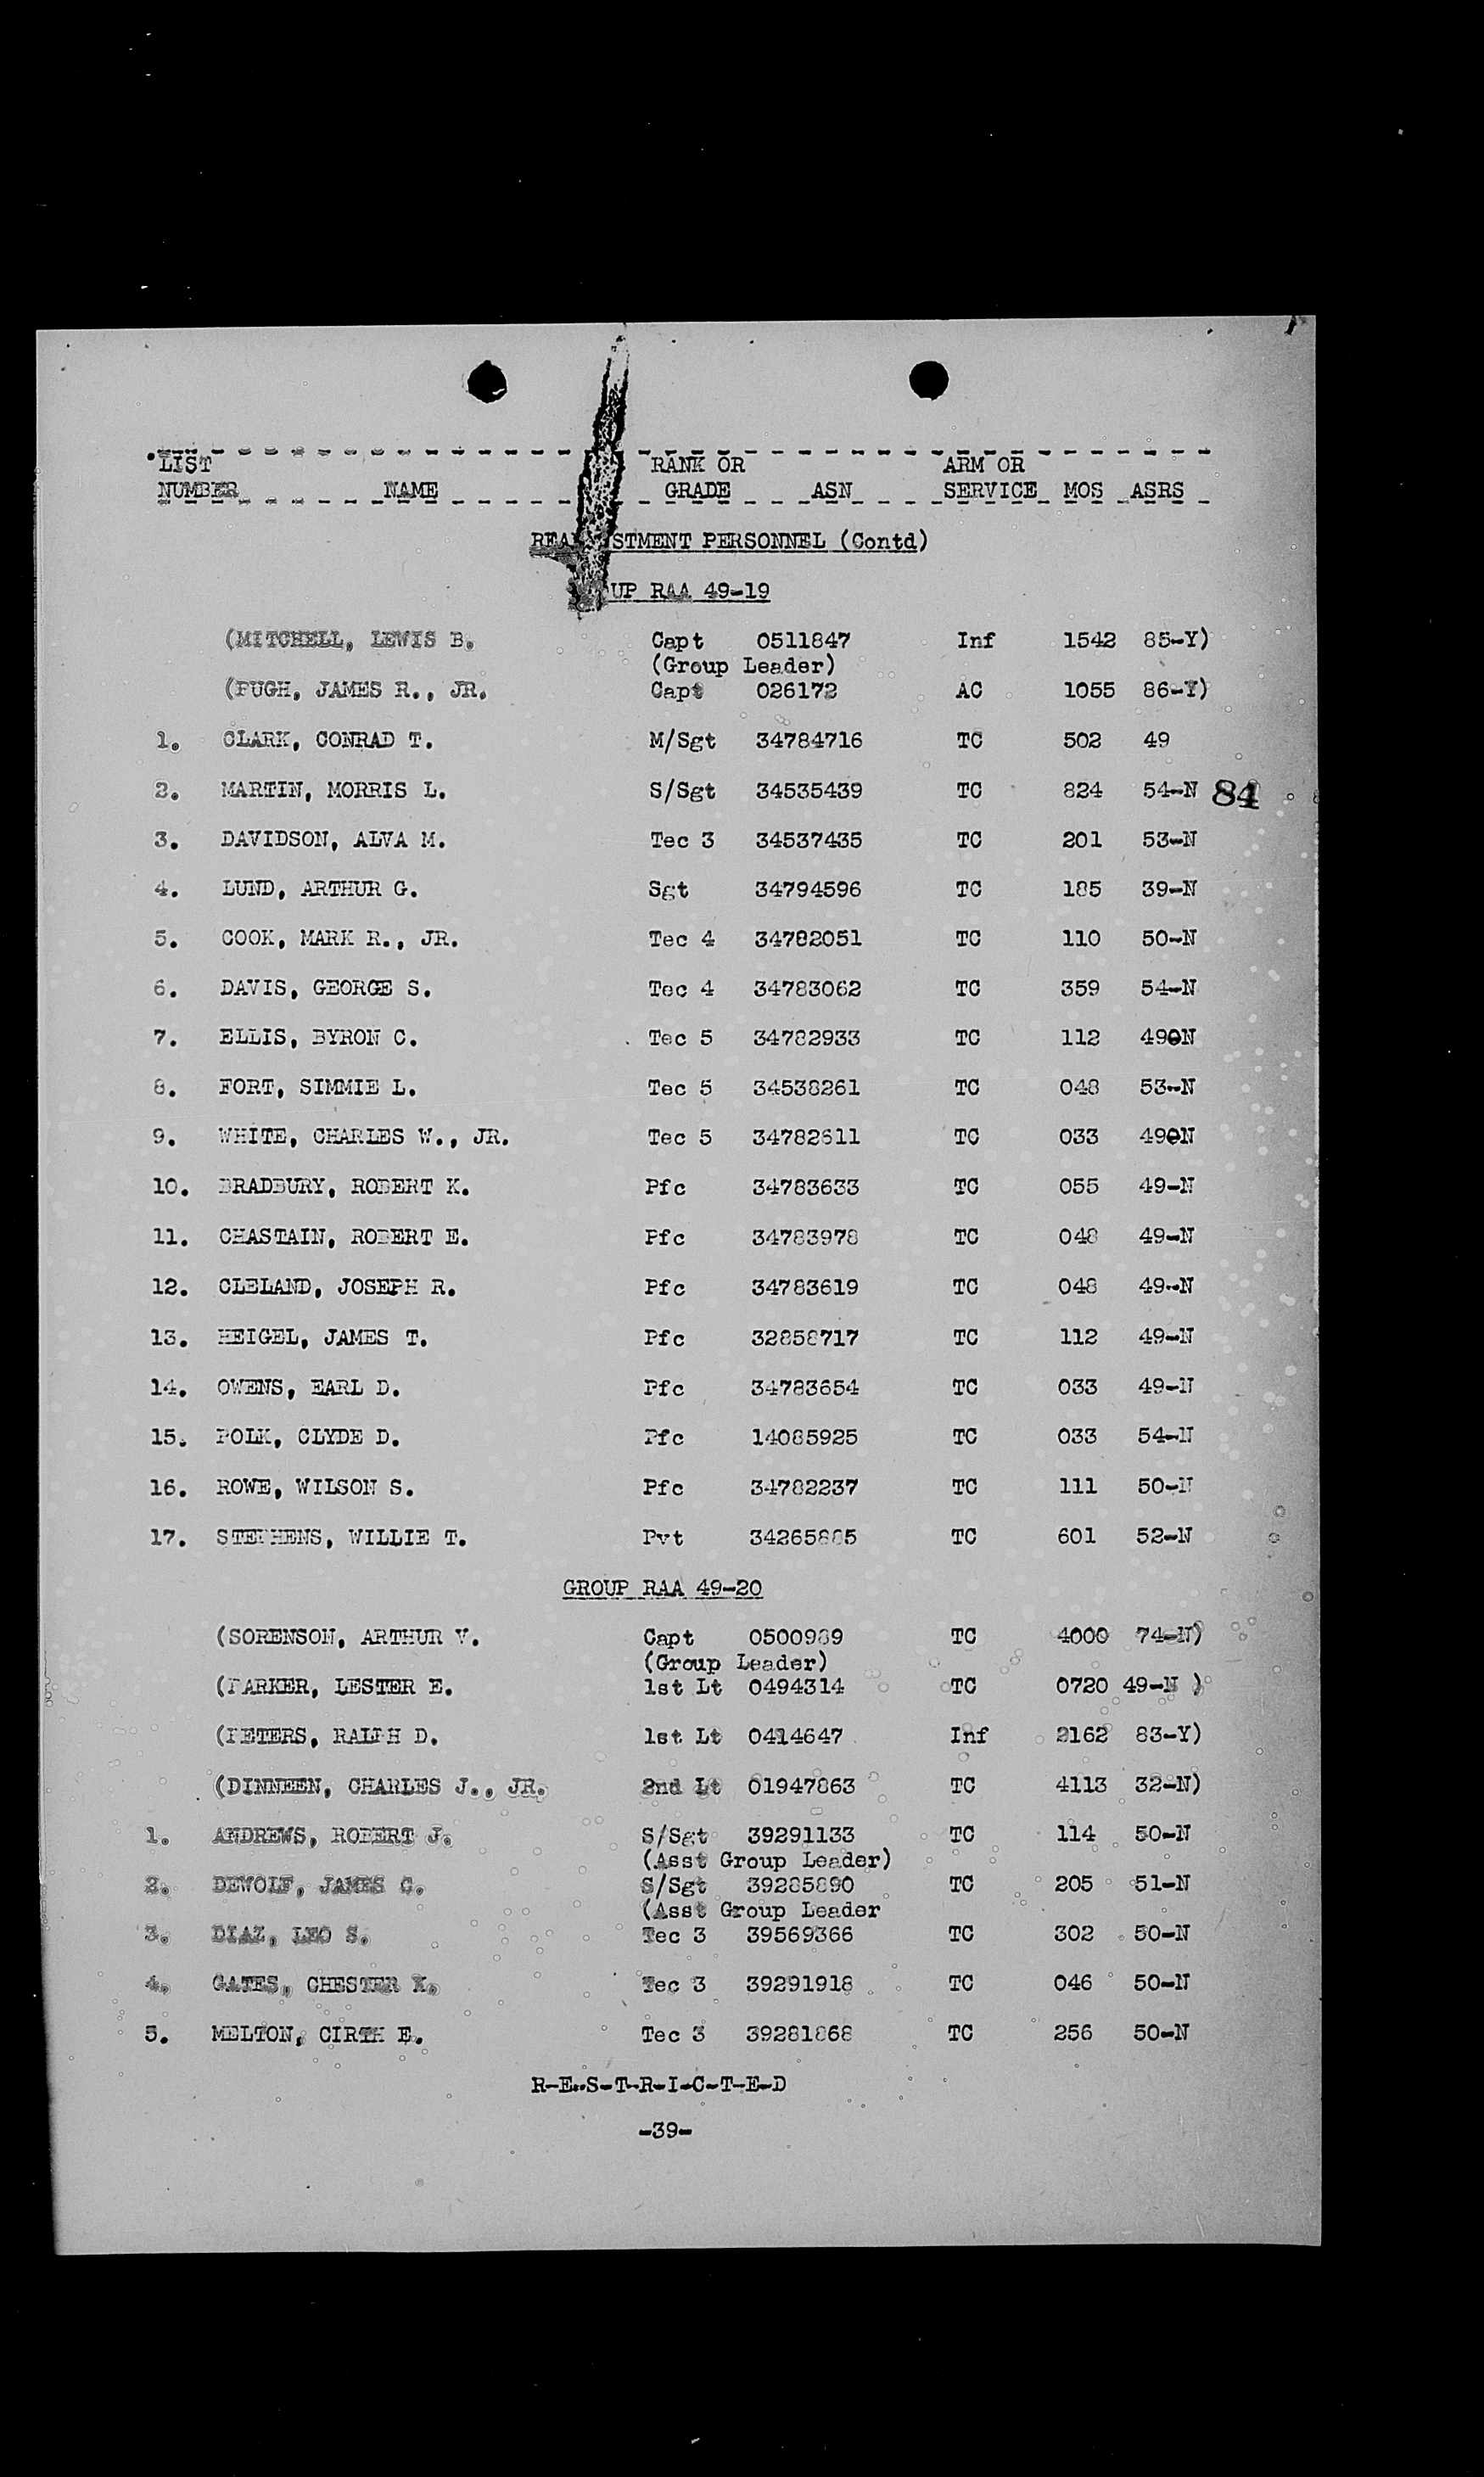 LIST RANK OR ARM OR
NUMBER NAME GRADE ASN SERVICE MOS ASRS
STMENT PERSONNEL (Contd)
UP RAA 49-19
(MITCHELL, LEWIS B. Capt 0511847 Inf 1542 85-Y)
(Group Leader)
(PUGH, JAMES R., JR. Capt 026172 AC 1055 86-Y)
1. CLARK, CONRAD T. M/Sgt 34784716 TC 502 49
2. MARTIN, MORRIS L. S/Sgt 34535439 TC 824 54-N 84
3. DAVIDSON, ALVA M. Tec 3 34537435 TC 201 53-N
4. LUND, ARTHUR G. Sgt 34794596 TC 185 39-N
5. COOK, MARK R., JR. Tec 4 34782051 TC 110 50-N
6. DAVIS, GEORGE S. Tec 4 34783062 TC 359 54-N
7. ELLIS, BYRON C. Tec 5 34782933 TC 112 490N
8. FORT, SIMMIE L. Tec 5 34538261 TC 048 53-N
9. WHITE, CHARLES W., JR. Tec 5 34782611 TC 033 490N
10. BRADBURY, ROBERT K. Pfc 34783633 TC 055 49-N
11. CHASTAIN, ROBERT E. Pfc 34783978 TC 048 49-N
12. CLELAND, JOSEPH R. Pfc 34783619 TC 048 49-N
13. HEIGEL, JAMES T. Pfc 32858717 TC 112 49-N
14. OWENS, EARL D. Pfc 34783654 TC 033 49-N
15. POLK, CLYDE D. Pfc 14085925 TC 033 54-N
16. ROWE, WILSON S. Pfc 34782237 TC 111 50-N
17. STEPHENS, WILLIE T. Pvt 34265885 TC 601 52-N
GROUP RAA 49-20
(SORENSON, ARTHUR V. Capt 0500989 TC 4000 74-N)
(Group Leader)
(PARKER, LESTER E. 1st Lt 0494314 TC 0720 49-N )
(PETERS, RALPH D. 1st Lt 0414647 Inf 2162 83-Y)
(DINNEEN, CHARLES J., JR. 2nd Lt 01947863 TC 4113 32-N)
1. ANDREWS, ROBERT J. S/Sgt 39291133 TC 114 50-N
(Asst Group Leader)
2. DEWOLF, JAMES C. S/Sgt 39285890 TC 205 51-N
(Asst Group Leader
3. DIAZ, LEO S. Tec 3 39569366 TC 302 50-N
4. GATES, CHESTER X. Tec 3 39291918 TC 046 50-N
5. MELTON, CIRTH E. Tec 3 39281868 TC 256 50-N
R-E-S-T-R-I-C-T-E-D
-39-